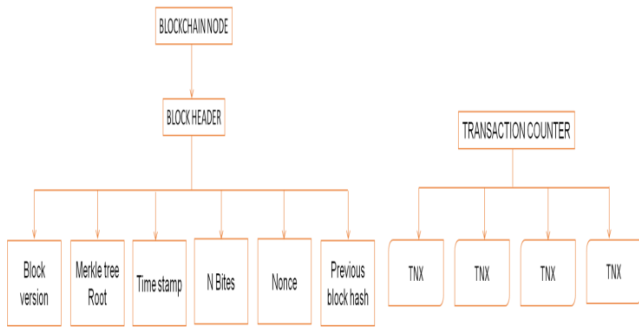 BLOCKCHAIN NODE
BLOCK HEADER
TRANSACTION COUNTER
Block
version
Merkle tree
Root
Time stamp
N Bites
Nonce
Previous
block hash
TNX
TNX
TNX
TNX